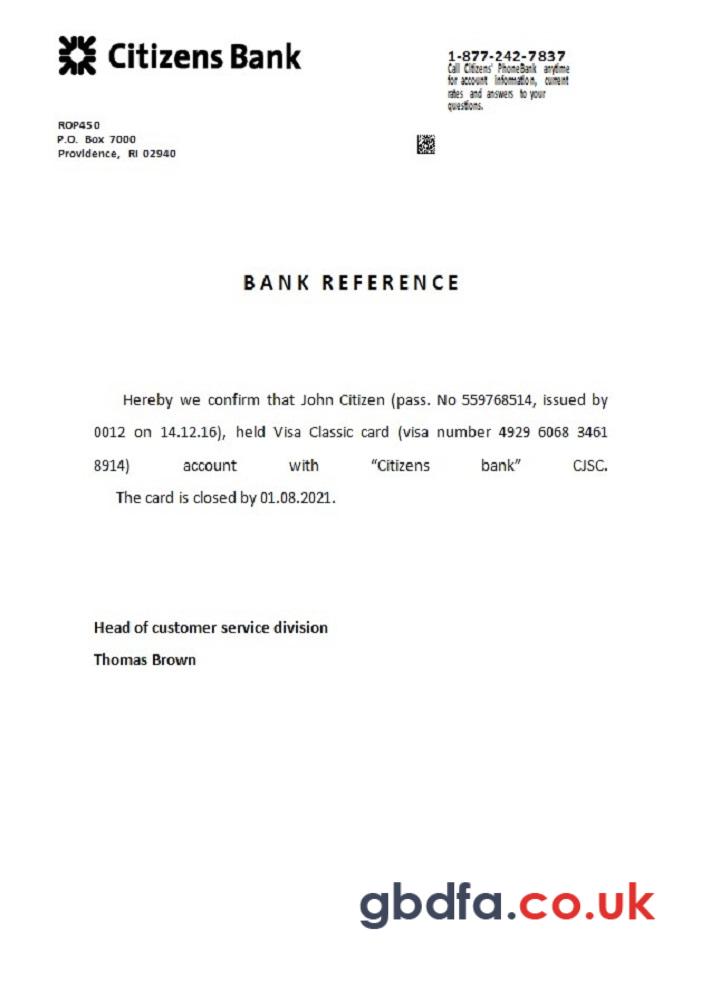 Citizens Bank
1-877-242-7837
Call Citizens' PhoneBank anytime
for account information, current
rates and answers to your
questions.
ROP450
P.O. Box 7000
Providence, RI 02940
BANK REFERENCE
Hereby we confirm that John Citizen (pass. No 559768514, issued by
0012 on 14.12.16), held Visa Classic card (visa number 4929 6068 3461
8914) account with “Citizens bank” CJSC.
The card is closed by 01.08.2021.
Head of customer service division
Thomas Brown
gbdfa.co.uk